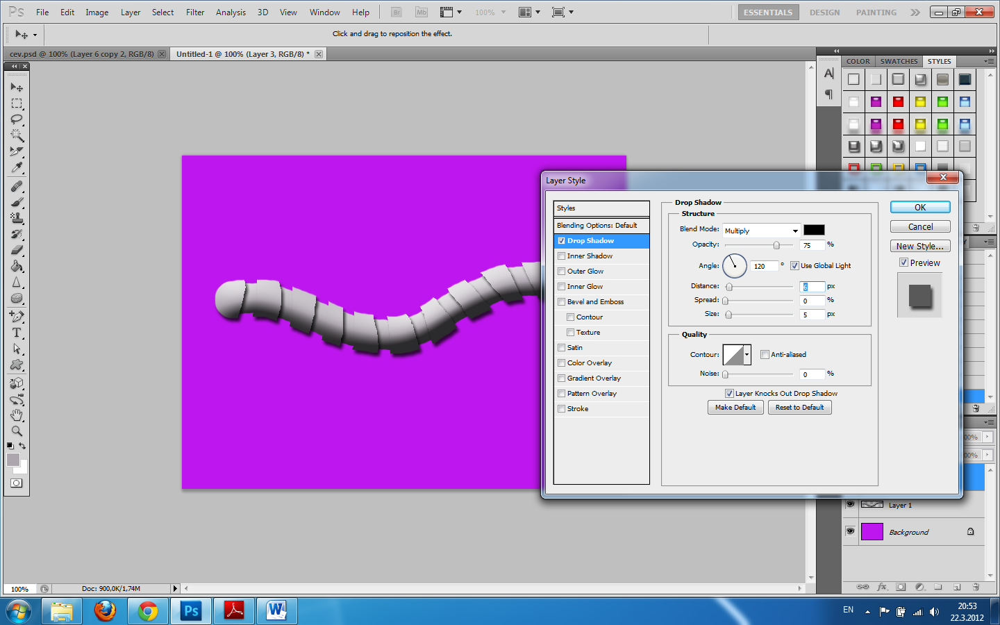 Ps File Edit Image Layer Select Filter Analysis 3D View Window Help Br Mb 100% ESSENTIALS DESIGN PAINTING
Click and drag to reposition the effect.
cev.psd @ 100% (Layer 6 copy 2, RGB/8) Untitled-1 @ 100% (Layer 3, RGB/8) *
COLOR SWATCHES STYLES
Layer Style
Styles
Blending Options: Default
Drop Shadow
Inner Shadow
Outer Glow
Inner Glow
Bevel and Emboss
Contour
Texture
Satin
Color Overlay
Gradient Overlay
Pattern Overlay
Stroke
Drop Shadow
Structure
Blend Mode: Multiply
Opacity: 75 %
Angle: 120 ° Use Global Light
Distance: 6 px
Spread: 0 %
Size: 5 px
Quality
Contour: Anti-aliased
Noise: 0 %
Layer Knocks Out Drop Shadow
Make Default Reset to Default
OK
Cancel
New Style...
Preview
Layer 1
Background
100% Doc: 900,0K/1,74M
Ps W EN 20:53
22.3.2012